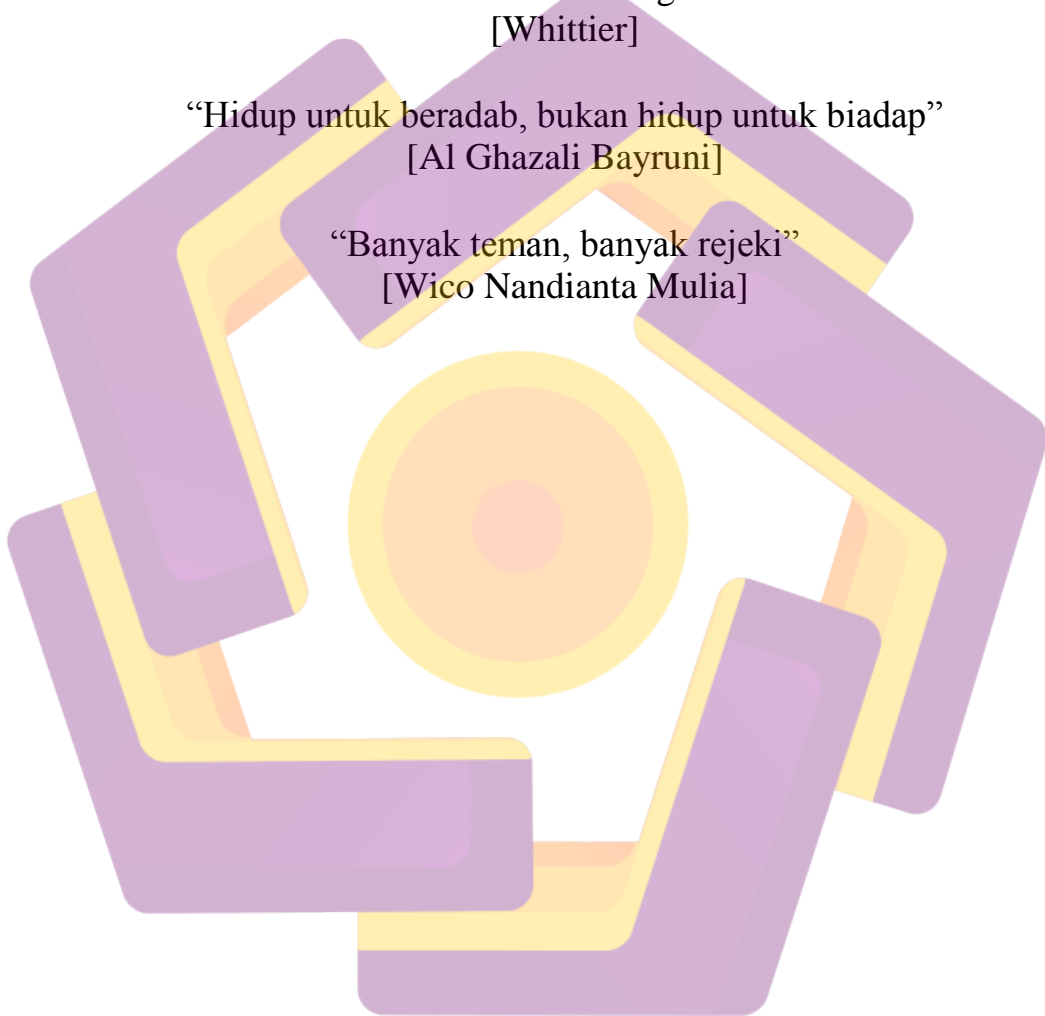 [Whittier]
“Hidup untuk beradab, bukan hidup untuk biadap”
[Al Ghazali Bayruni]
“Banyak teman, banyak rejeki”
[Wico Nandianta Mulia]